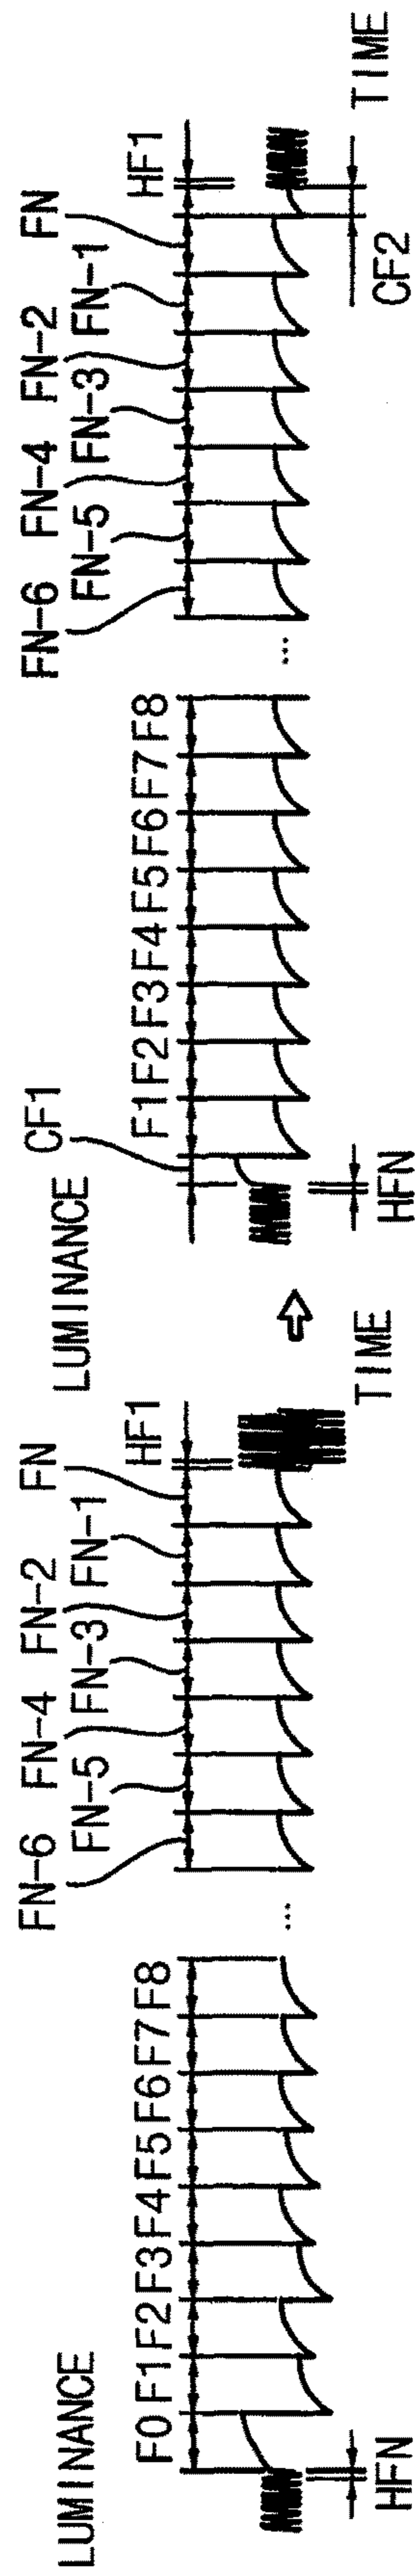 LUMINANCE
F0 F1 F2 F3 F4 F5 F6 F7 F8
...
FN-6 FN-4 FN-2 FN
FN-5 FN-3 FN-1 HF1
HFN
TIME
LUMINANCE
CF1
F1 F2 F3 F4 F5 F6 F7 F8
...
FN-6 FN-4 FN-2 FN
FN-5 FN-3 FN-1 HF1
HFN
CF2
TIME